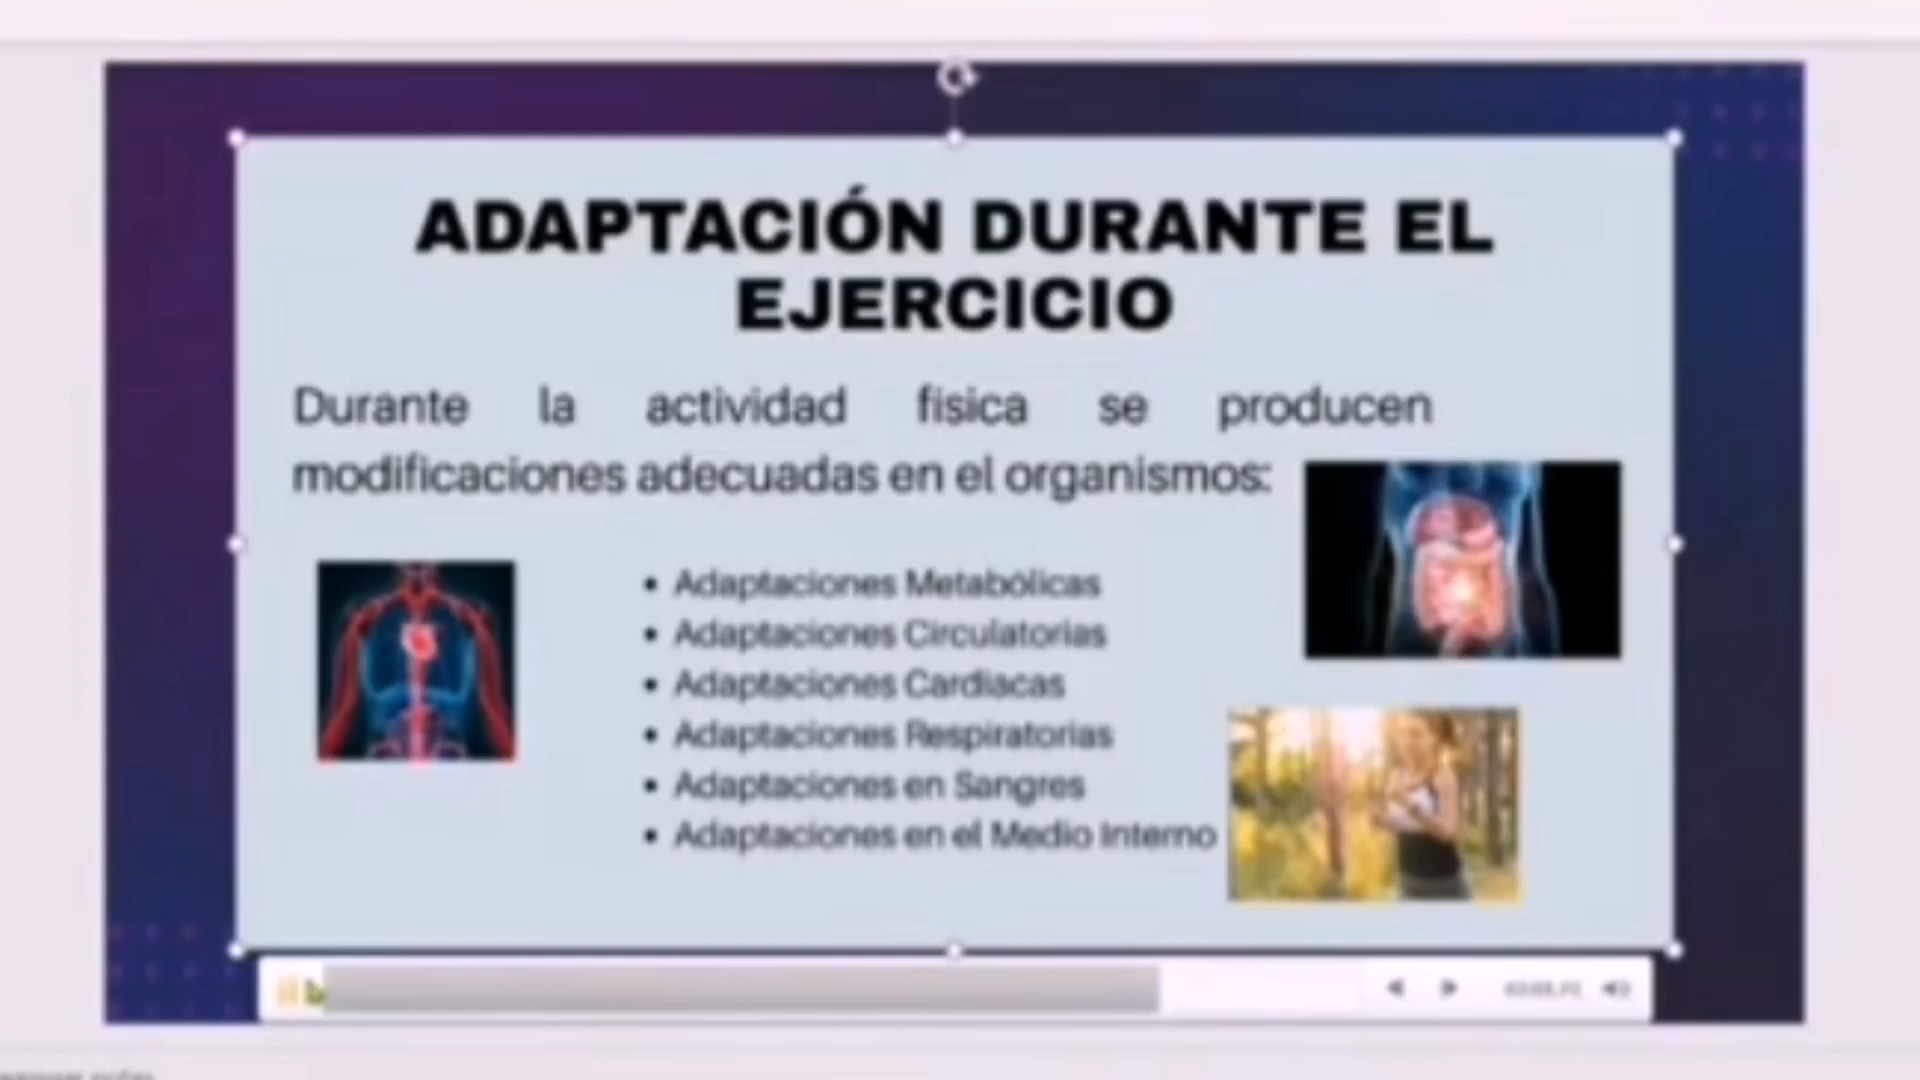 ADAPTACIÓN DURANTE EL
EJERCICIO
Durante la actividad fisica se producen
modificaciones adecuadas en el organismos:
• Adaptaciones Metabólicas
• Adaptaciones Circulatorias
• Adaptaciones Cardiacas
• Adaptaciones Respiratorias
• Adaptaciones en Sangres
• Adaptaciones en el Medio Interno